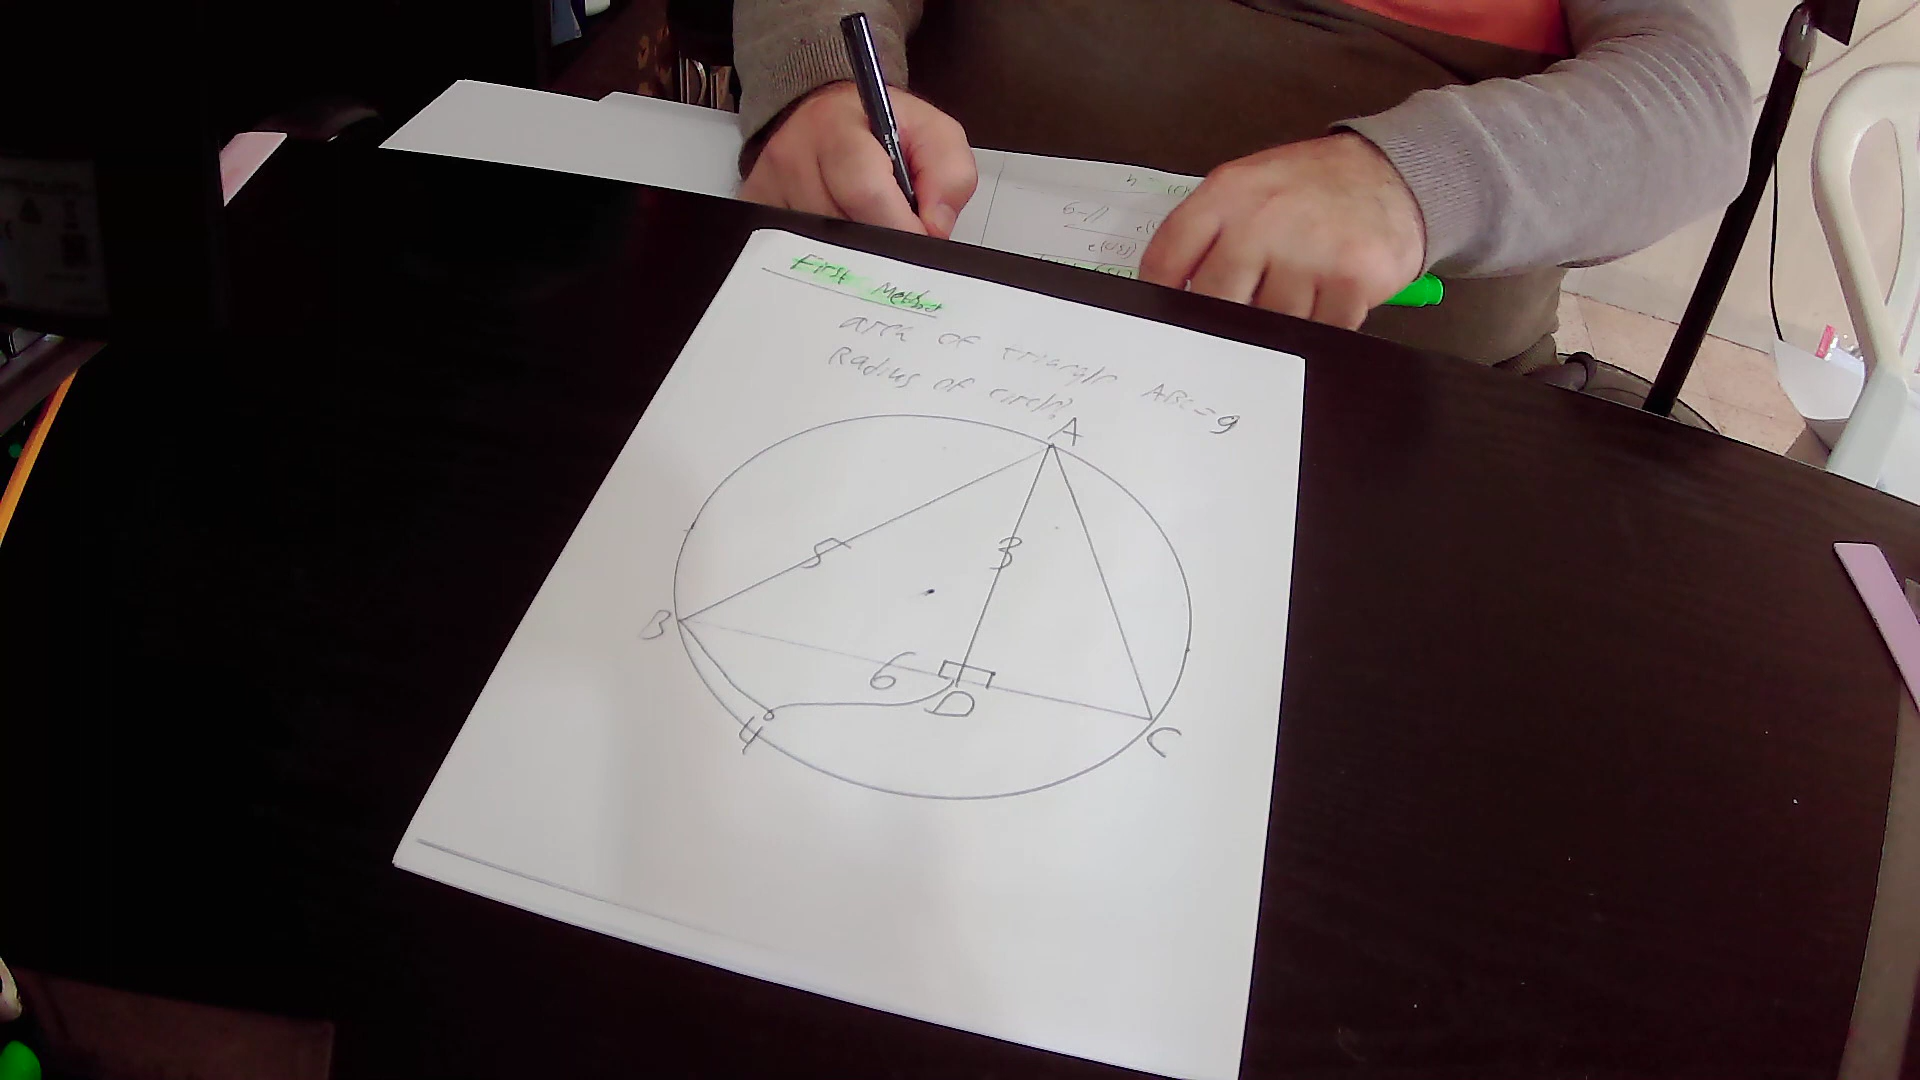 First Method
area of triangle ABC=9
Radius of circle?
A
5
3
B
6
D
4
C